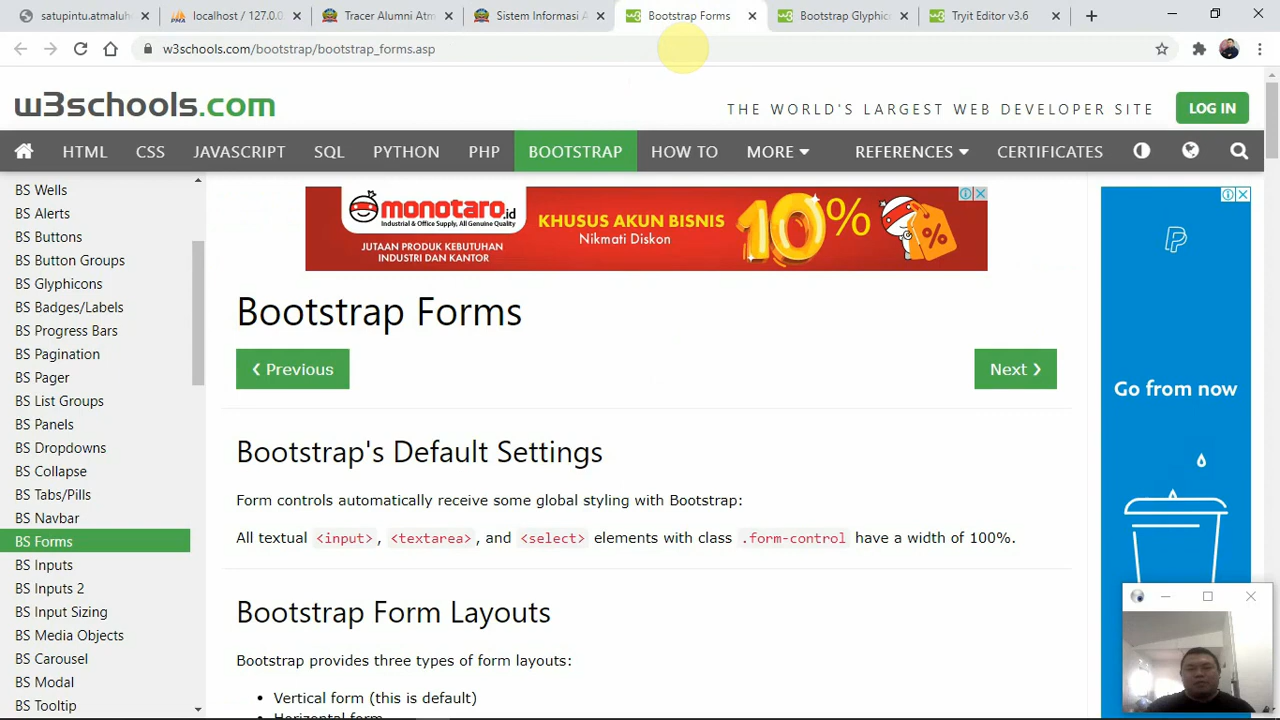 satupintu.atmaluhu
localhost / 127.0.0
Trace Alumni Atm
Sistem Informasi A
Bootstrap Forms
Bootstrap Glyphic
Tryit Editor v3.6
w3schools.com/bootstrap/bootstrap_forms.asp
w3schools.com
THE WORLD'S LARGEST WEB DEVELOPER SITE
LOG IN
HTML
CSS
JAVASCRIPT
SQL
PYTHON
PHP
BOOTSTRAP
HOW TO
MORE
REFERENCES
CERTIFICATES
BS Wells
BS Alerts
BS Buttons
BS Button Groups
BS Glyphicons
BS Badges/Labels
BS Progress Bars
BS Pagination
BS Pager
BS List Groups
BS Panels
BS Dropdowns
BS Collapse
BS Tabs/Pills
BS Navbar
BS Forms
BS Inputs
BS Inputs 2
BS Input Sizing
BS Media Objects
BS Carousel
BS Modal
BS Tooltip
monotaro.id
Industrial & Office Supply, All Genuine Quality
JUTAAN PRODUK KEBUTUHAN
INDUSTRI DAN KANTOR
KHUSUS AKUN BISNIS
Nikmati Diskon
10%
Bootstrap Forms
❮ Previous
Next ❯
Bootstrap's Default Settings
Form controls automatically receive some global styling with Bootstrap:
All textual <input>, <textarea>, and <select> elements with class .form-control have a width of 100%.
Bootstrap Form Layouts
Bootstrap provides three types of form layouts:
• Vertical form (this is default)
• Horizontal form
Go from now